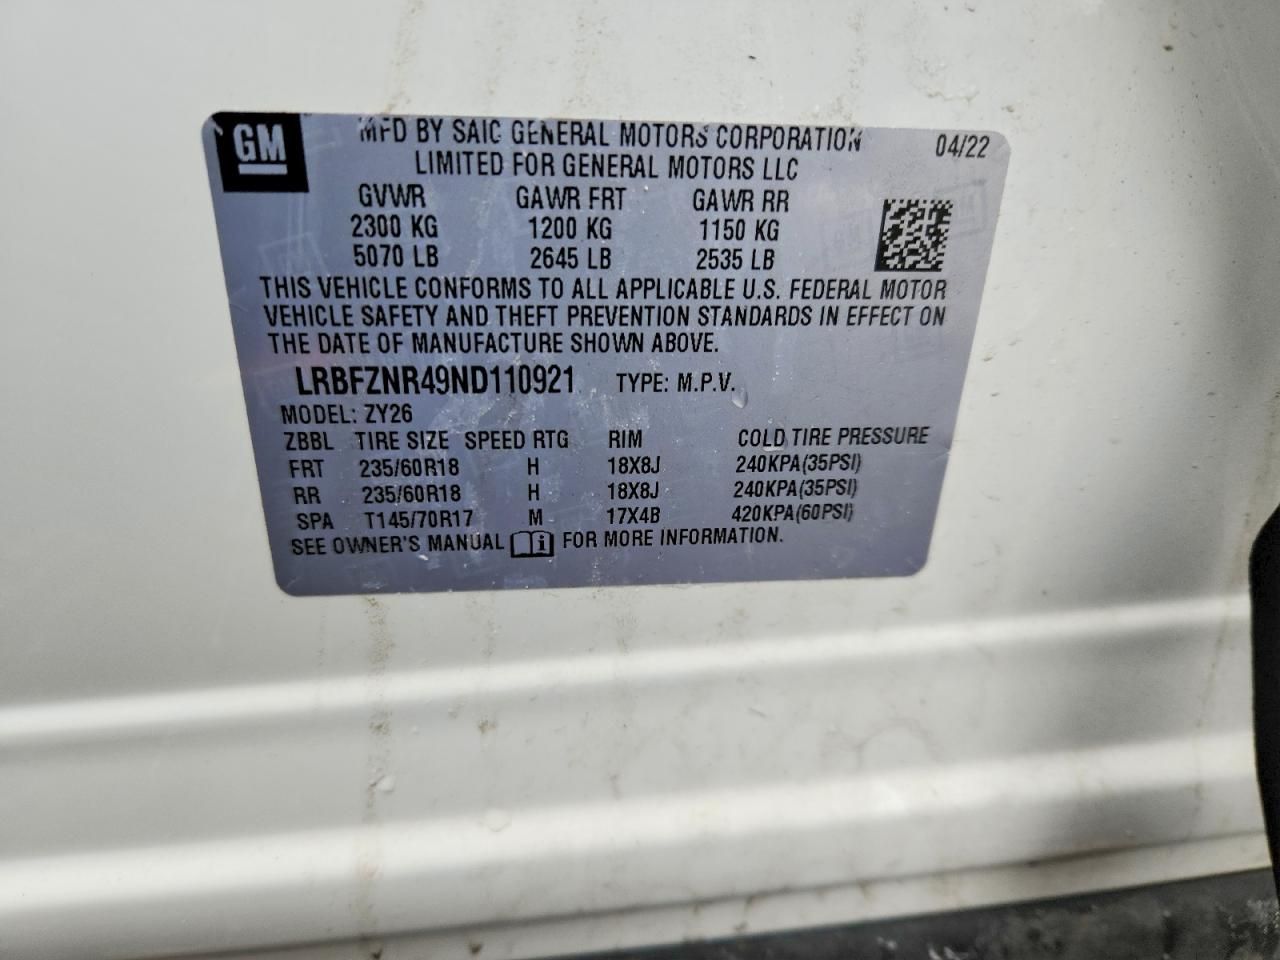 GM MFD BY SAIC GENERAL MOTORS CORPORATION 04/22
LIMITED FOR GENERAL MOTORS LLC
GVWR GAWR FRT GAWR RR
2300 KG 1200 KG 1150 KG
5070 LB 2645 LB 2535 LB
THIS VEHICLE CONFORMS TO ALL APPLICABLE U.S. FEDERAL MOTOR
VEHICLE SAFETY AND THEFT PREVENTION STANDARDS IN EFFECT ON
THE DATE OF MANUFACTURE SHOWN ABOVE.
LRBFZNR49ND110921 TYPE: M.P.V.
MODEL: ZY26
ZBBL TIRE SIZE SPEED RTG RIM COLD TIRE PRESSURE
FRT 235/60R18 H 18X8J 240KPA(35PSI)
RR 235/60R18 H 18X8J 240KPA(35PSI)
SPA T145/70R17 M 17X4B 420KPA(60PSI)
SEE OWNER'S MANUAL i FOR MORE INFORMATION.